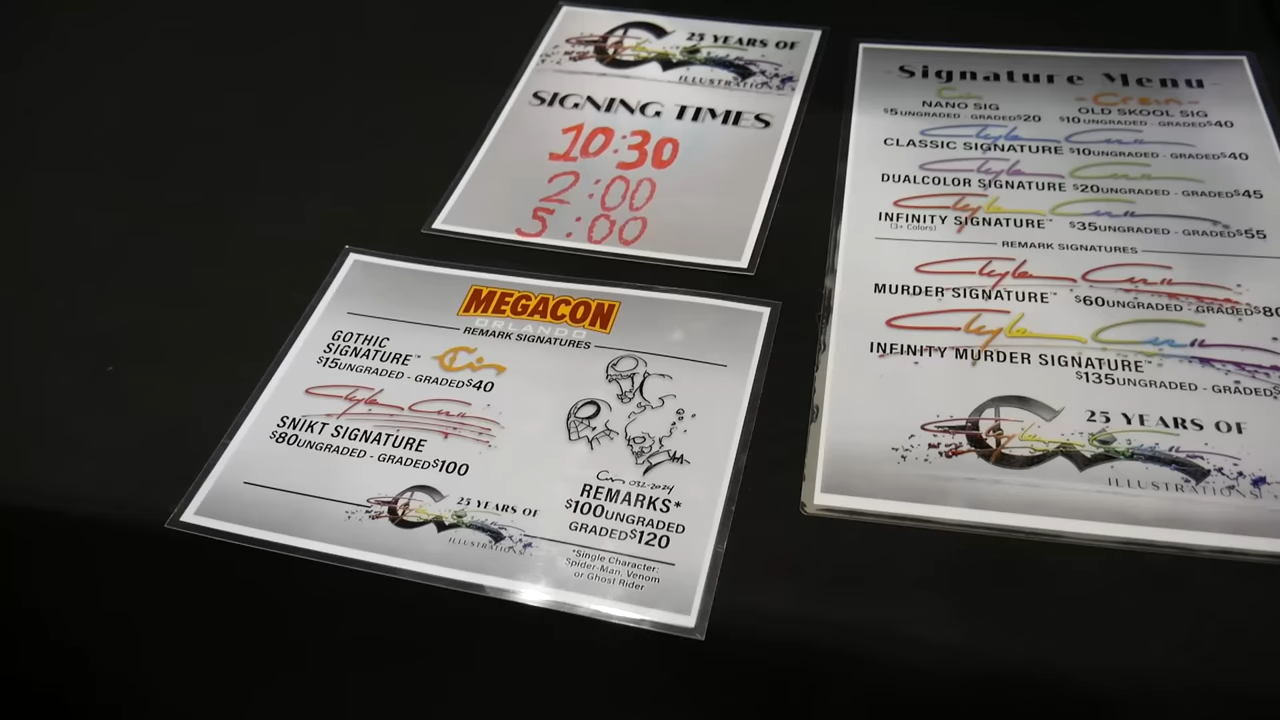 25 YEARS OF
ILLUSTRATIONS
SIGNING TIMES
10:30
2:00
5:00
MEGACON
ORLANDO
REMARK SIGNATURES
GOTHIC
SIGNATURE™
$15UNGRADED - GRADED$40
SNIKT SIGNATURE
$80UNGRADED - GRADED$100
REMARKS*
$100UNGRADED
GRADED$120
*Single Character:
Spider-Man, Venom
or Ghost Rider
25 YEARS OF
ILLUSTRATIONS
Signature Menu
NANO SIG
$5UNGRADED - GRADED$20
-Crain-
OLD SKOOL SIG
$10UNGRADED - GRADED$40
CLASSIC SIGNATURE $10UNGRADED - GRADED$40
DUALCOLOR SIGNATURE $20UNGRADED - GRADED$45
INFINITY SIGNATURE™ $35UNGRADED - GRADED$55
(3+ Colors)
REMARK SIGNATURES
MURDER SIGNATURE™ $60UNGRADED - GRADED$80
INFINITY MURDER SIGNATURE™
$135UNGRADED - GRADED
25 YEARS OF
ILLUSTRATIONS